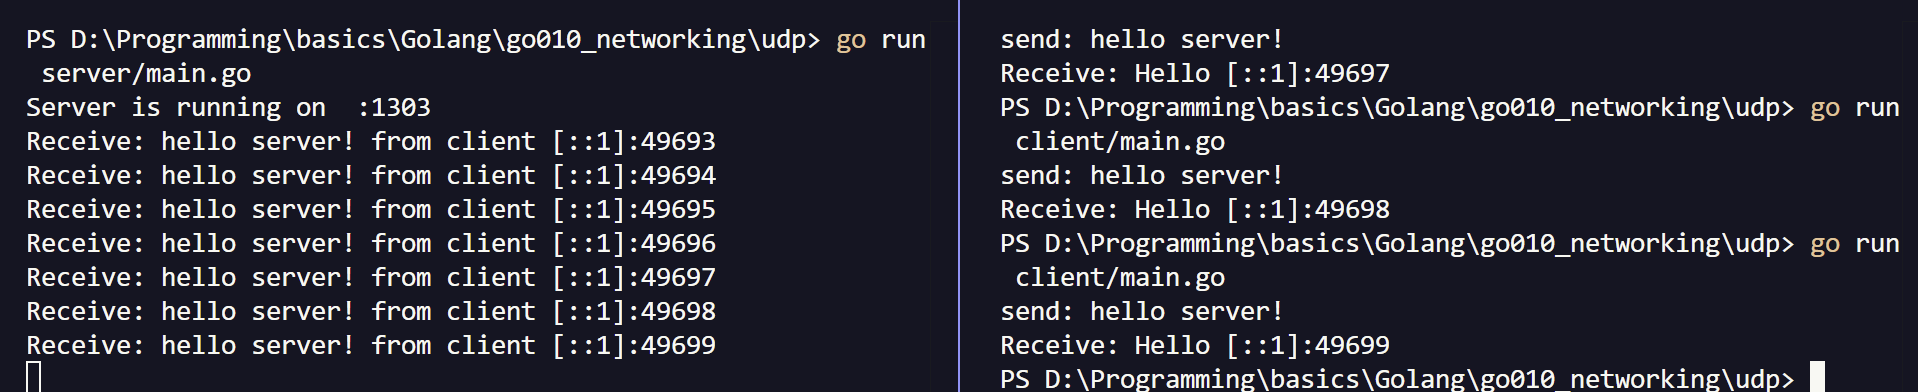 PS D:\Programming\basics\Golang\go010_networking\udp> go run
 server/main.go
Server is running on  :1303
Receive: hello server! from client [::1]:49693
Receive: hello server! from client [::1]:49694
Receive: hello server! from client [::1]:49695
Receive: hello server! from client [::1]:49696
Receive: hello server! from client [::1]:49697
Receive: hello server! from client [::1]:49698
Receive: hello server! from client [::1]:49699
send: hello server!
Receive: Hello [::1]:49697
PS D:\Programming\basics\Golang\go010_networking\udp> go run
 client/main.go
send: hello server!
Receive: Hello [::1]:49698
PS D:\Programming\basics\Golang\go010_networking\udp> go run
 client/main.go
send: hello server!
Receive: Hello [::1]:49699
PS D:\Programming\basics\Golang\go010_networking\udp>